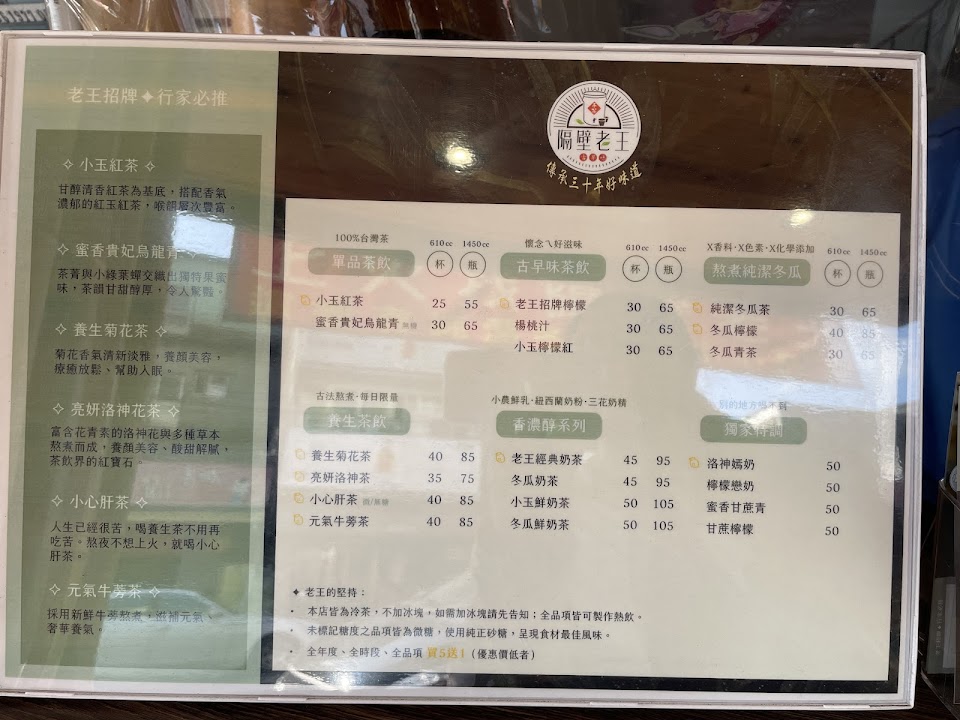 老王招牌✦行家必推
✧ 小玉紅茶 ✧
甘醇清香紅茶為基底，搭配香氣
濃郁的紅玉紅茶，喉韻層次豐富。
✧ 蜜香貴妃烏龍青 ✧
茶菁與小綠葉蟬交織出獨特果蜜
味，茶韻甘甜醇厚，令人驚豔。
✧ 養生菊花茶 ✧
菊花香氣清新淡雅，養顏美容，
療癒放鬆、幫助入眠。
✧ 亮妍洛神花茶 ✧
富含花青素的洛神花與多種草本
熬煮而成，養顏美容、酸甜解膩，
茶飲界的紅寶石。
✧ 小心肝茶 ✧
人生已經很苦，喝養生茶不用再
吃苦。熬夜不想上火，就喝小心
肝茶。
✧ 元氣牛蒡茶 ✧
採用新鮮牛蒡熬煮，滋補元氣、
奢華養氣。
隔壁老王
傳承三十年好味道
100%台灣茶 610cc 1450cc
單品茶飲 杯 瓶
小玉紅茶 25 55
蜜香貴妃烏龍青 無糖 30 65
懷念ㄟ好滋味 610cc 1450cc
古早味茶飲 杯 瓶
老王招牌檸檬 30 65
楊桃汁 30 65
小玉檸檬紅 30 65
X香料·X色素·X化學添加 610cc 1450cc
熬煮純潔冬瓜 杯 瓶
純潔冬瓜茶 30 65
冬瓜檸檬 40 85
冬瓜青茶 30 65
古法熬煮·每日限量
養生茶飲
養生菊花茶 40 85
亮妍洛神茶 35 75
小心肝茶 40 85
元氣牛蒡茶 40 85
小農鮮乳·紐西蘭奶粉·三花奶精
香濃醇系列
老王經典奶茶 45 95
冬瓜奶茶 45 95
小玉鮮奶茶 50 105
冬瓜鮮奶茶 50 105
別的地方喝不到
獨家特調
洛神嫣奶 50
檸檬戀奶 50
蜜香甘蔗青 50
甘蔗檸檬 50
✦ 老王的堅持：
· 本店皆為冷茶，不加冰塊，如需加冰塊請先告知；全品項皆可製作熱飲。
· 未標記糖度之品項皆為微糖，使用純正砂糖，呈現食材最佳風味。
· 全年度、全時段、全品項 買5送1（優惠價低者）